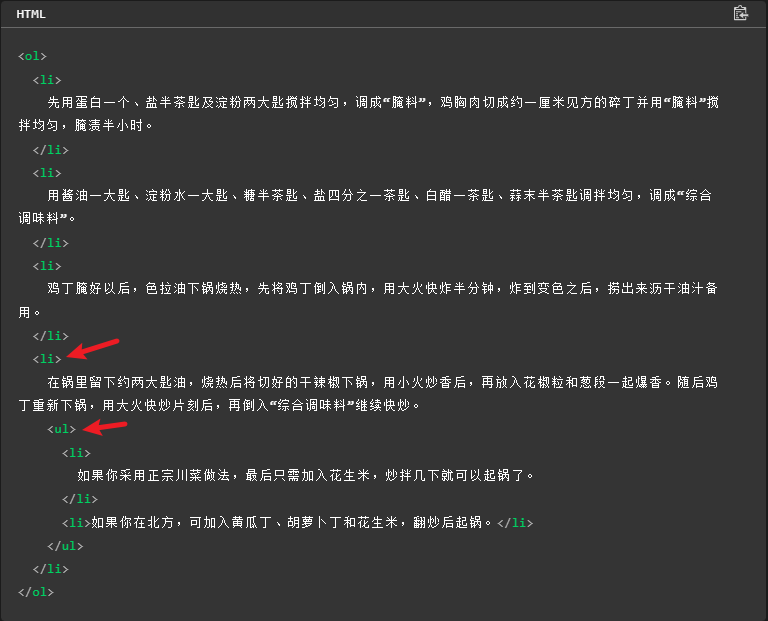 HTML
<ol>
<li>
先用蛋白一个、盐半茶匙及淀粉两大匙搅拌均匀，调成“腌料”，鸡胸肉切成约一厘米见方的碎丁并用“腌料”搅
拌均匀，腌渍半小时。
</li>
<li>
用酱油一大匙、淀粉水一大匙、糖半茶匙、盐四分之一茶匙、白醋一茶匙、蒜末半茶匙调拌均匀，调成“综合
调味料”。
</li>
<li>
鸡丁腌好以后，色拉油下锅烧热，先将鸡丁倒入锅内，用大火快炸半分钟，炸到变色之后，捞出来沥干油汁备
用。
</li>
<li>
在锅里留下约两大匙油，烧热后将切好的干辣椒下锅，用小火炒香后，再放入花椒粒和葱段一起爆香。随后鸡
丁重新下锅，用大火快炒片刻后，再倒入“综合调味料”继续快炒。
<ul>
<li>
如果你采用正宗川菜做法，最后只需加入花生米，炒拌几下就可以起锅了。
</li>
<li>如果你在北方，可加入黄瓜丁、胡萝卜丁和花生米，翻炒后起锅。</li>
</ul>
</li>
</ol>